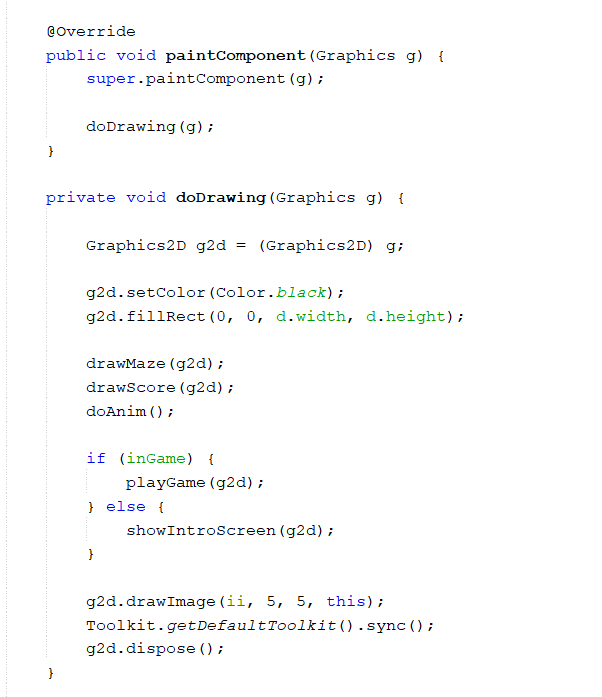 @Override
public void paintComponent(Graphics g) {
super.paintComponent(g);
doDrawing(g);
}
private void doDrawing(Graphics g) {
Graphics2D g2d = (Graphics2D) g;
g2d.setColor(Color.black);
g2d.fillRect(0, 0, d.width, d.height);
drawMaze(g2d);
drawScore(g2d);
doAnim();
if (inGame) {
playGame(g2d);
} else {
showIntroScreen(g2d);
}
g2d.drawImage(ii, 5, 5, this);
Toolkit.getDefaultToolkit().sync();
g2d.dispose();
}